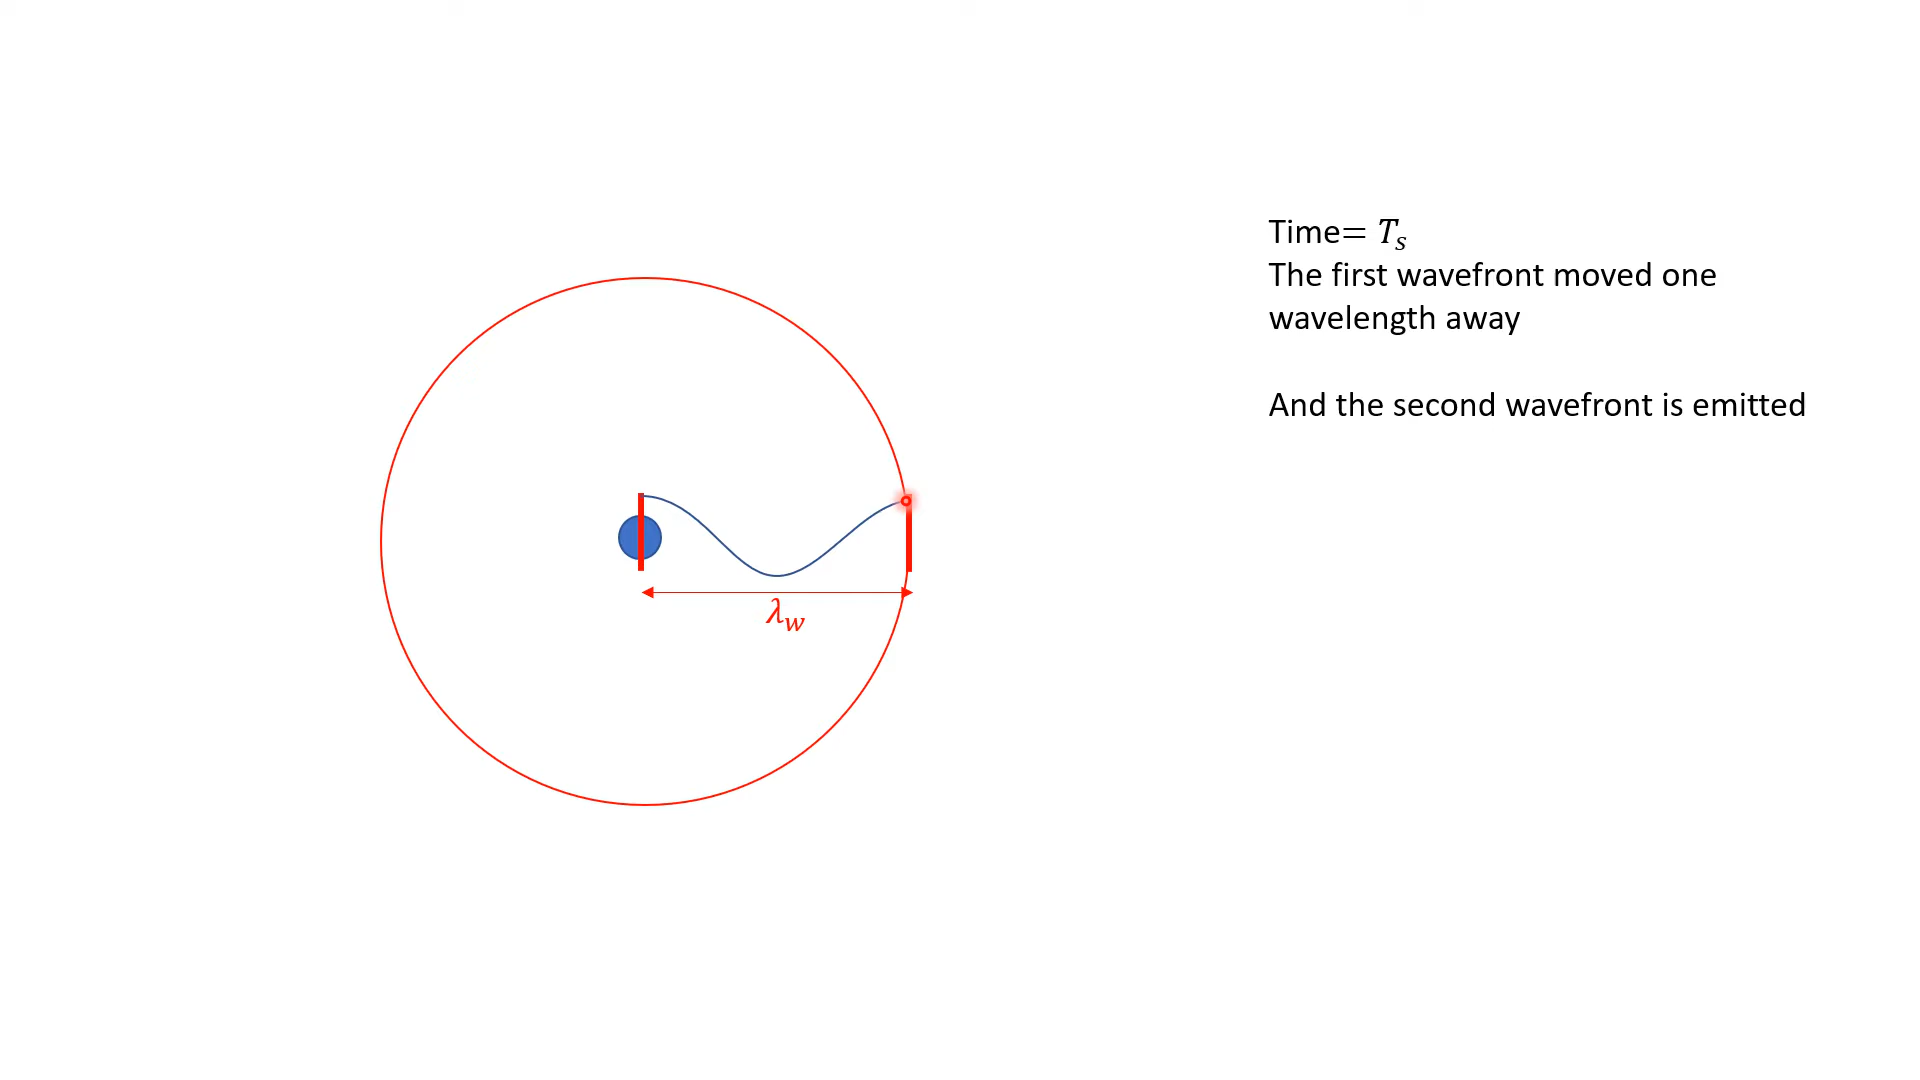 Time= Tₛ
The first wavefront moved one
wavelength away
And the second wavefront is emitted
λ_w